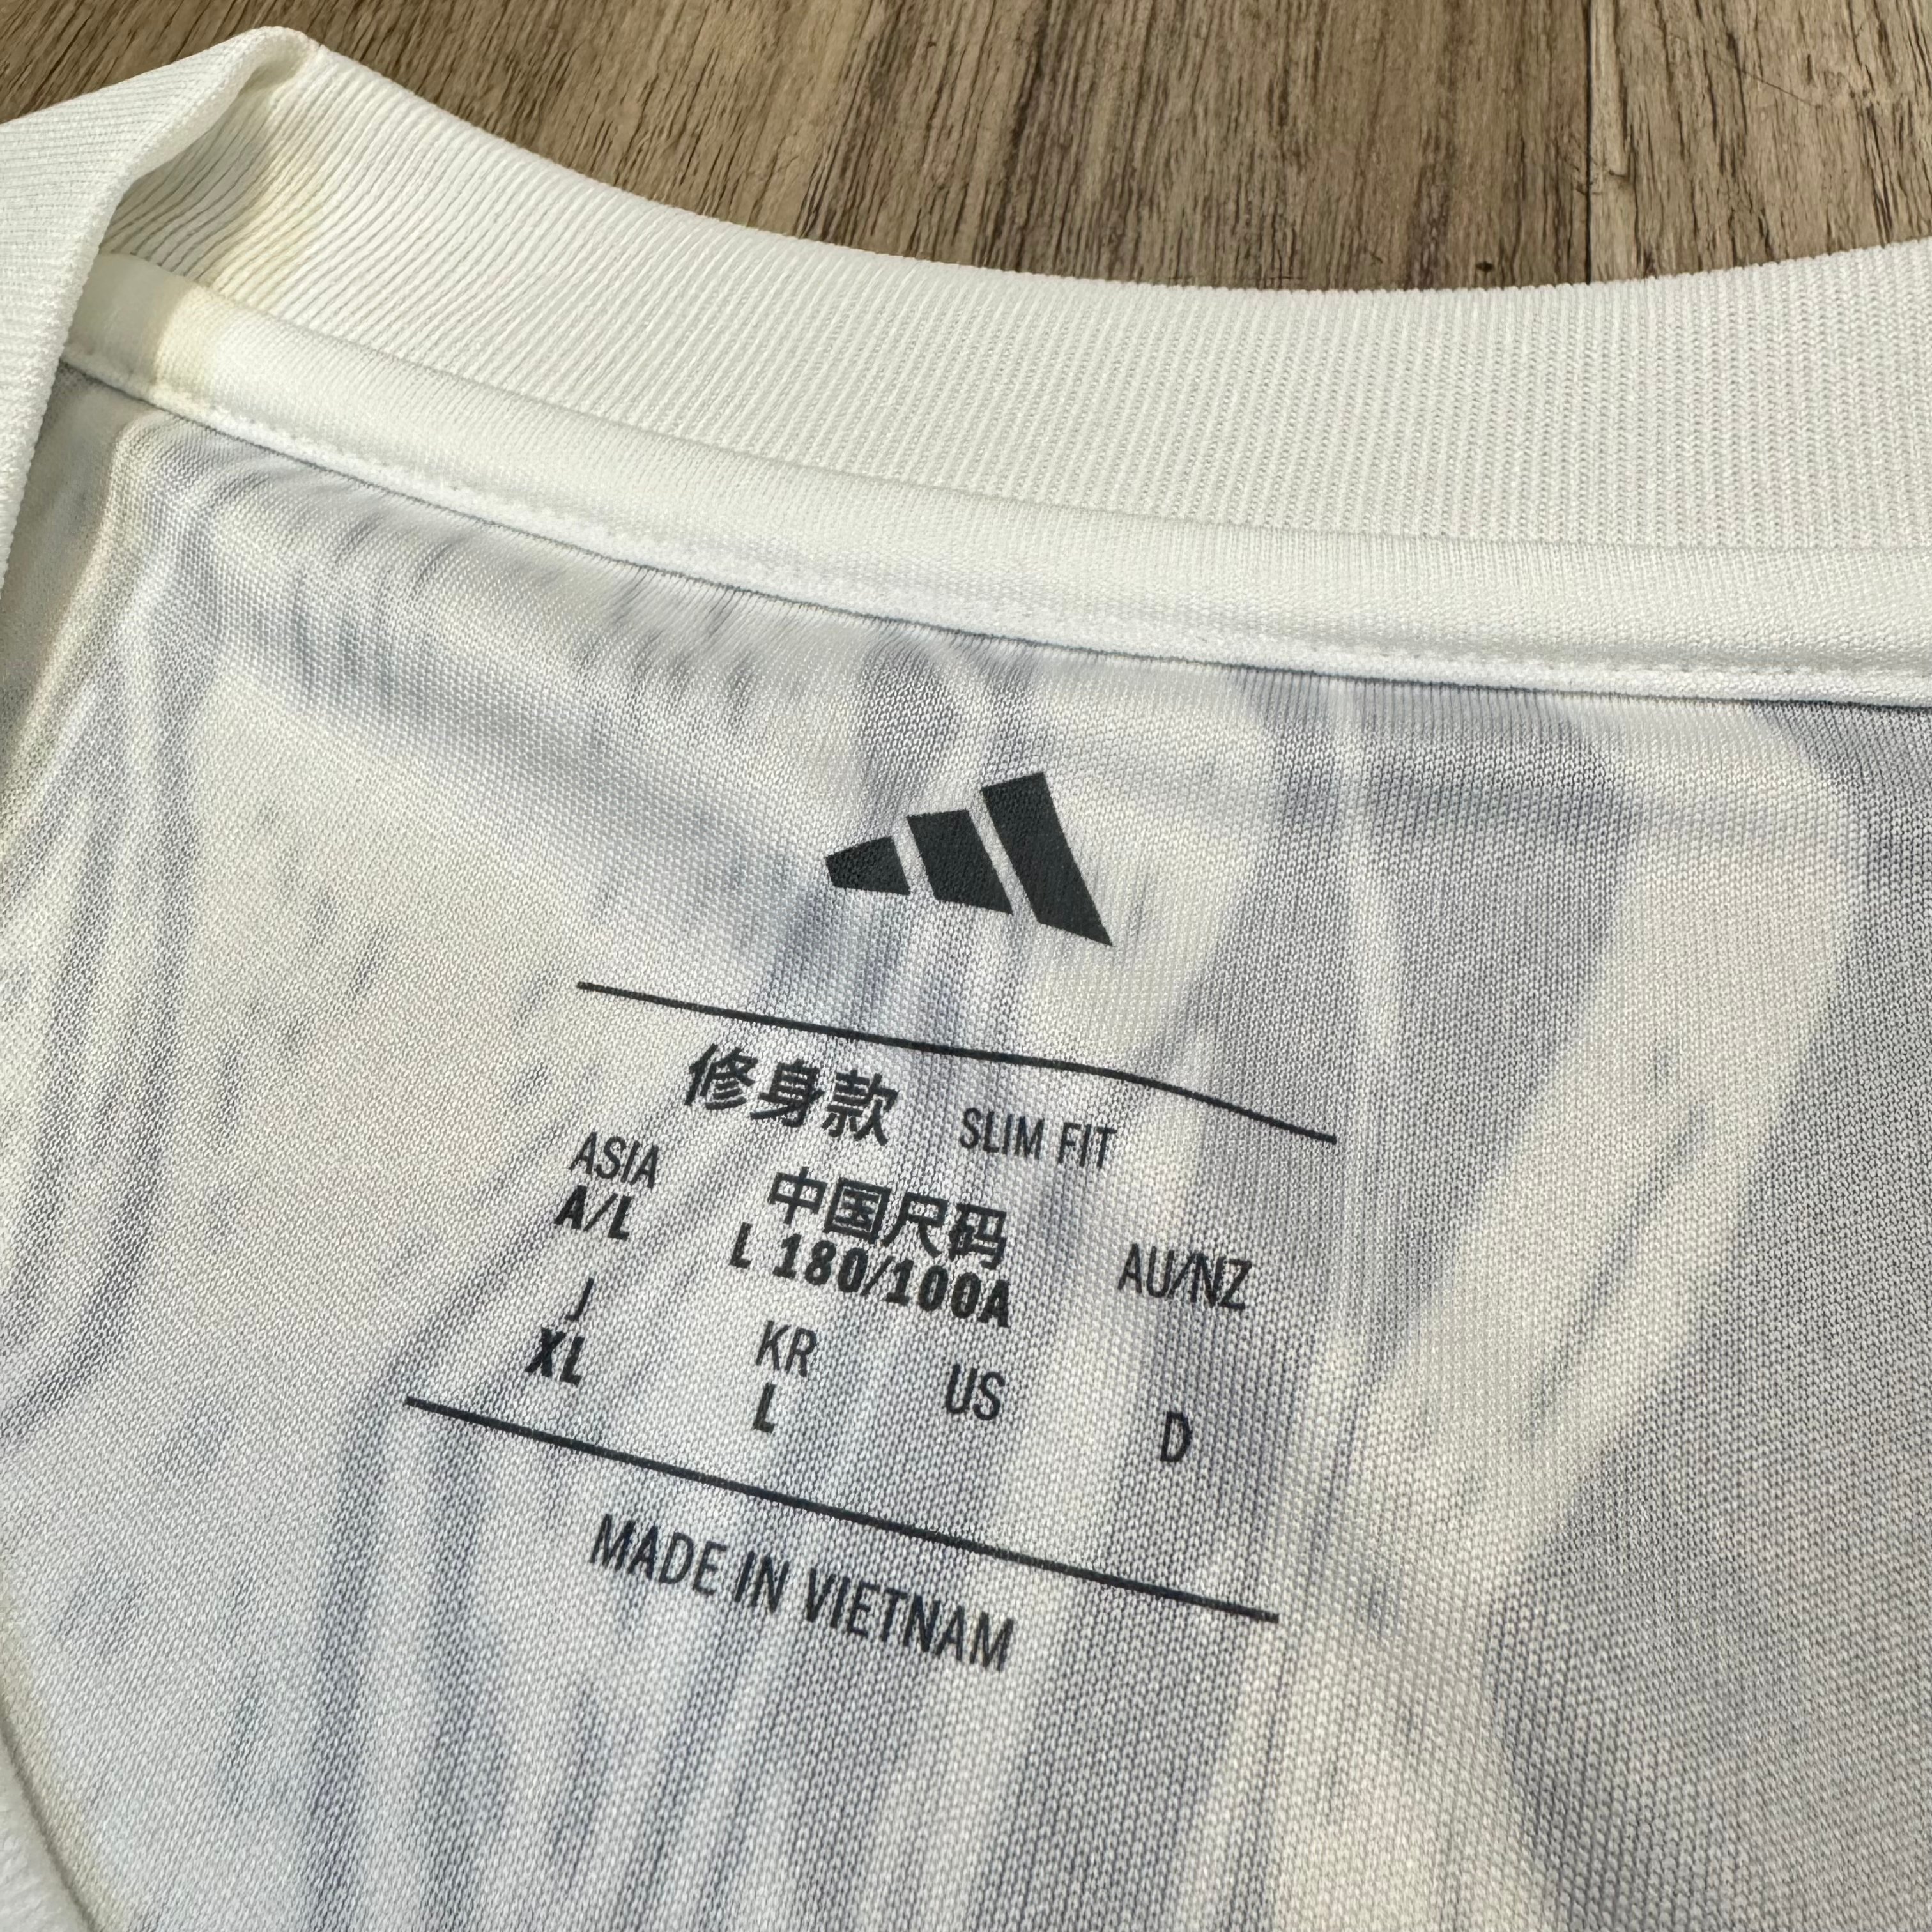 修身款 SLIM FIT
ASIA 中国尺码 AU/NZ
A/L L 180/100A
J KR US D
XL L
MADE IN VIETNAM